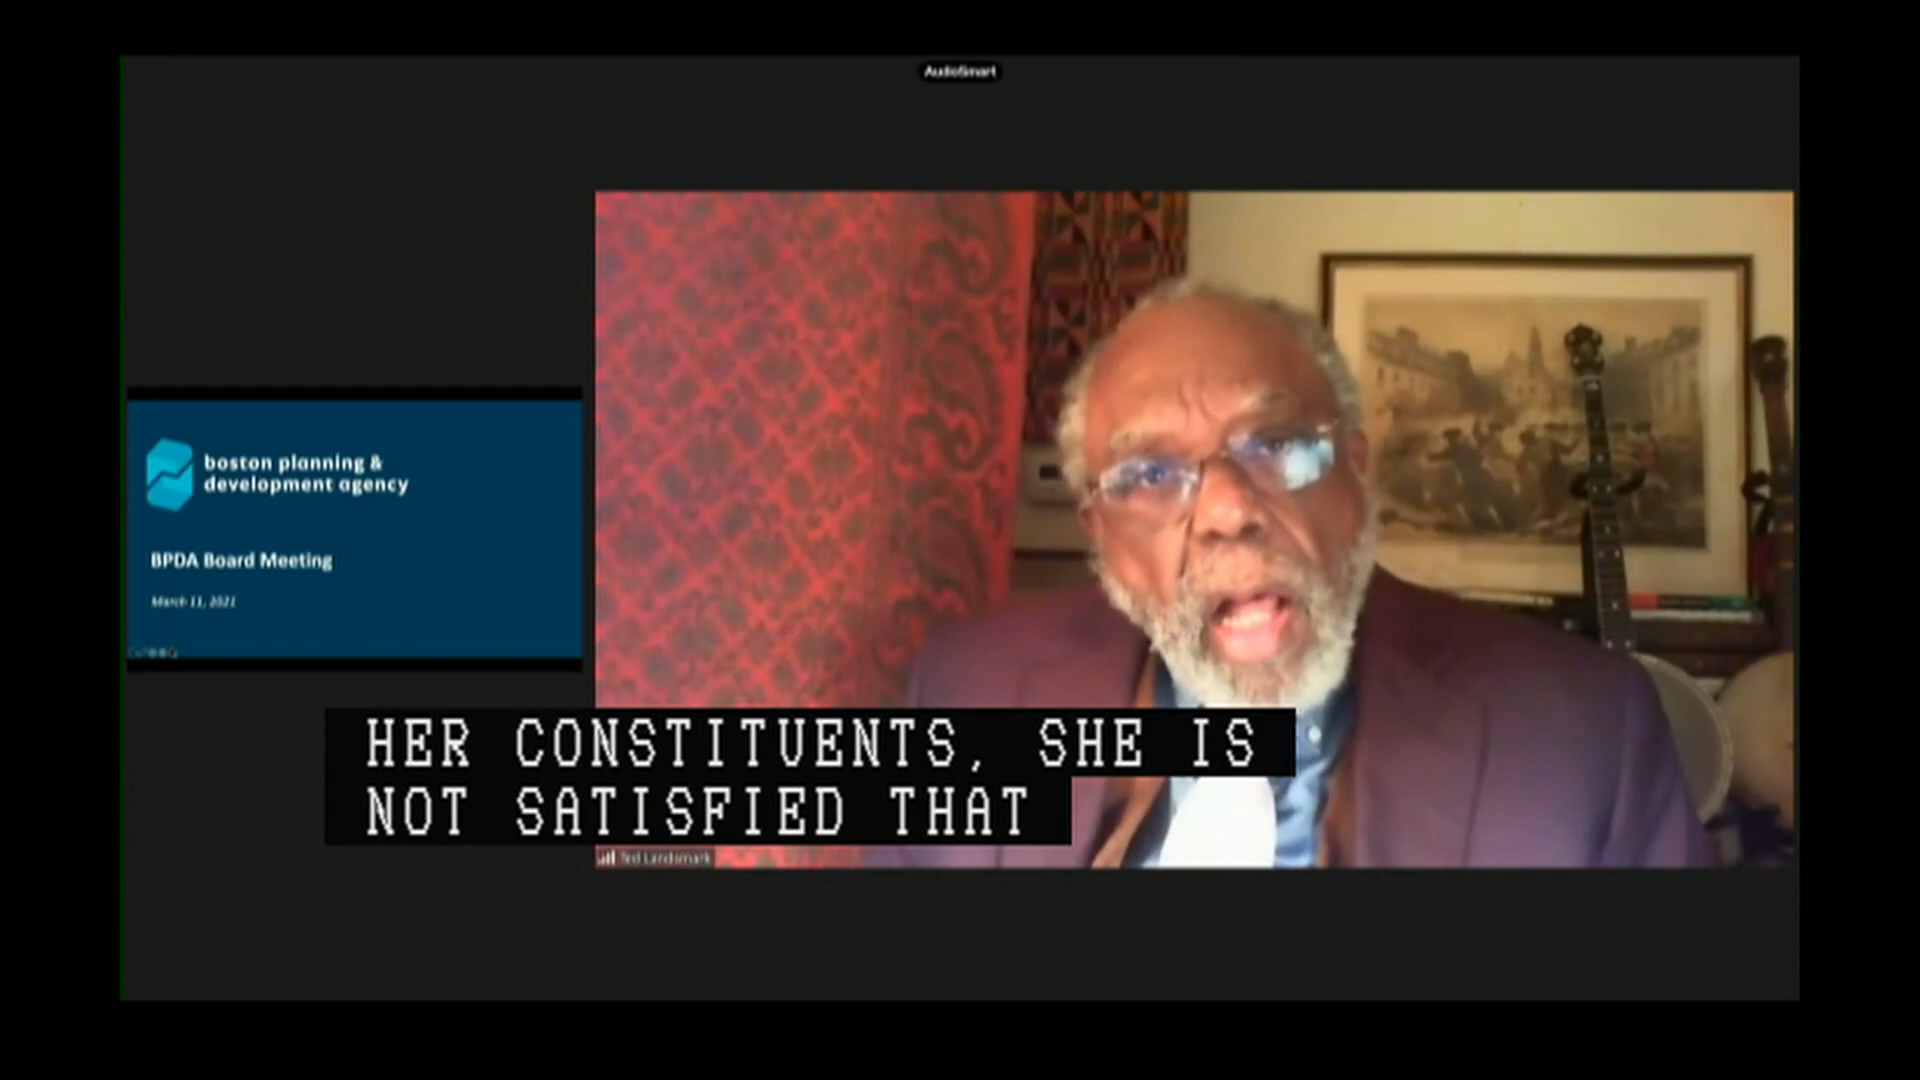 AudioSmart
boston planning &
development agency
BPDA Board Meeting
March 11, 2021
HER CONSTITUENTS, SHE IS
NOT SATISFIED THAT
Ted Landsmark